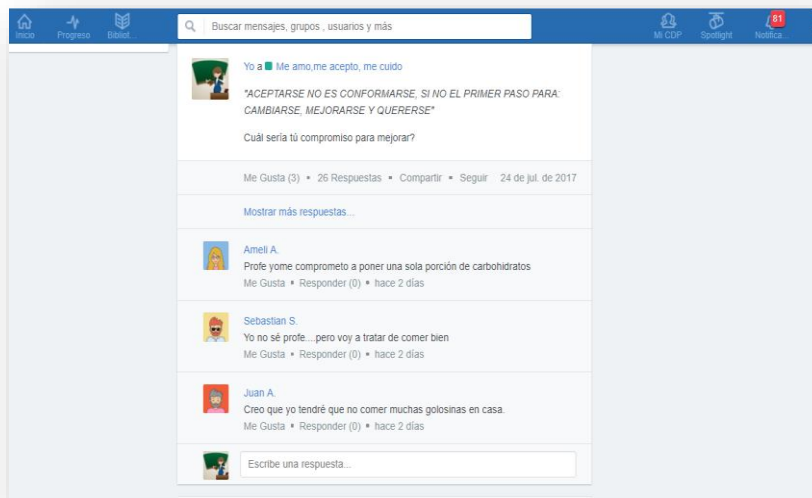 Inicio
Progreso
Bibliot...
Buscar mensajes, grupos , usuarios y más
Mi CDP
Spotlight
81
Notifica...
Yo a Me amo,me acepto, me cuido
"ACEPTARSE NO ES CONFORMARSE, SI NO EL PRIMER PASO PARA:
CAMBIARSE, MEJORARSE Y QUERERSE"
Cuál sería tú compromiso para mejorar?
Me Gusta (3) • 26 Respuestas • Compartir • Seguir 24 de jul. de 2017
Mostrar más respuestas...
Ameli A.
Profe yome comprometo a poner una sola porción de carbohidratos
Me Gusta • Responder (0) • hace 2 días
Sebastian S.
Yo no sé profe....pero voy a tratar de comer bien
Me Gusta • Responder (0) • hace 2 días
Juan A.
Creo que yo tendré que no comer muchas golosinas en casa.
Me Gusta • Responder (0) • hace 2 días
Escribe una respuesta...